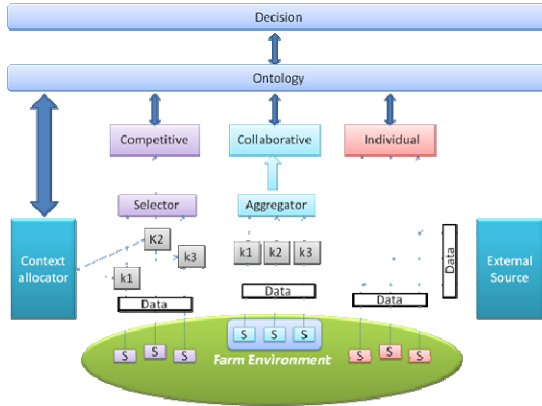 Decision
Ontology
Competitive
Collaborative
Individual
Selector
Aggregator
Context
allocator
K2
k3
k1
k1
k2
k3
Data
Data
Data
Data
External
Source
S
S
S
S
S
S
S
S
S
Farm Environment